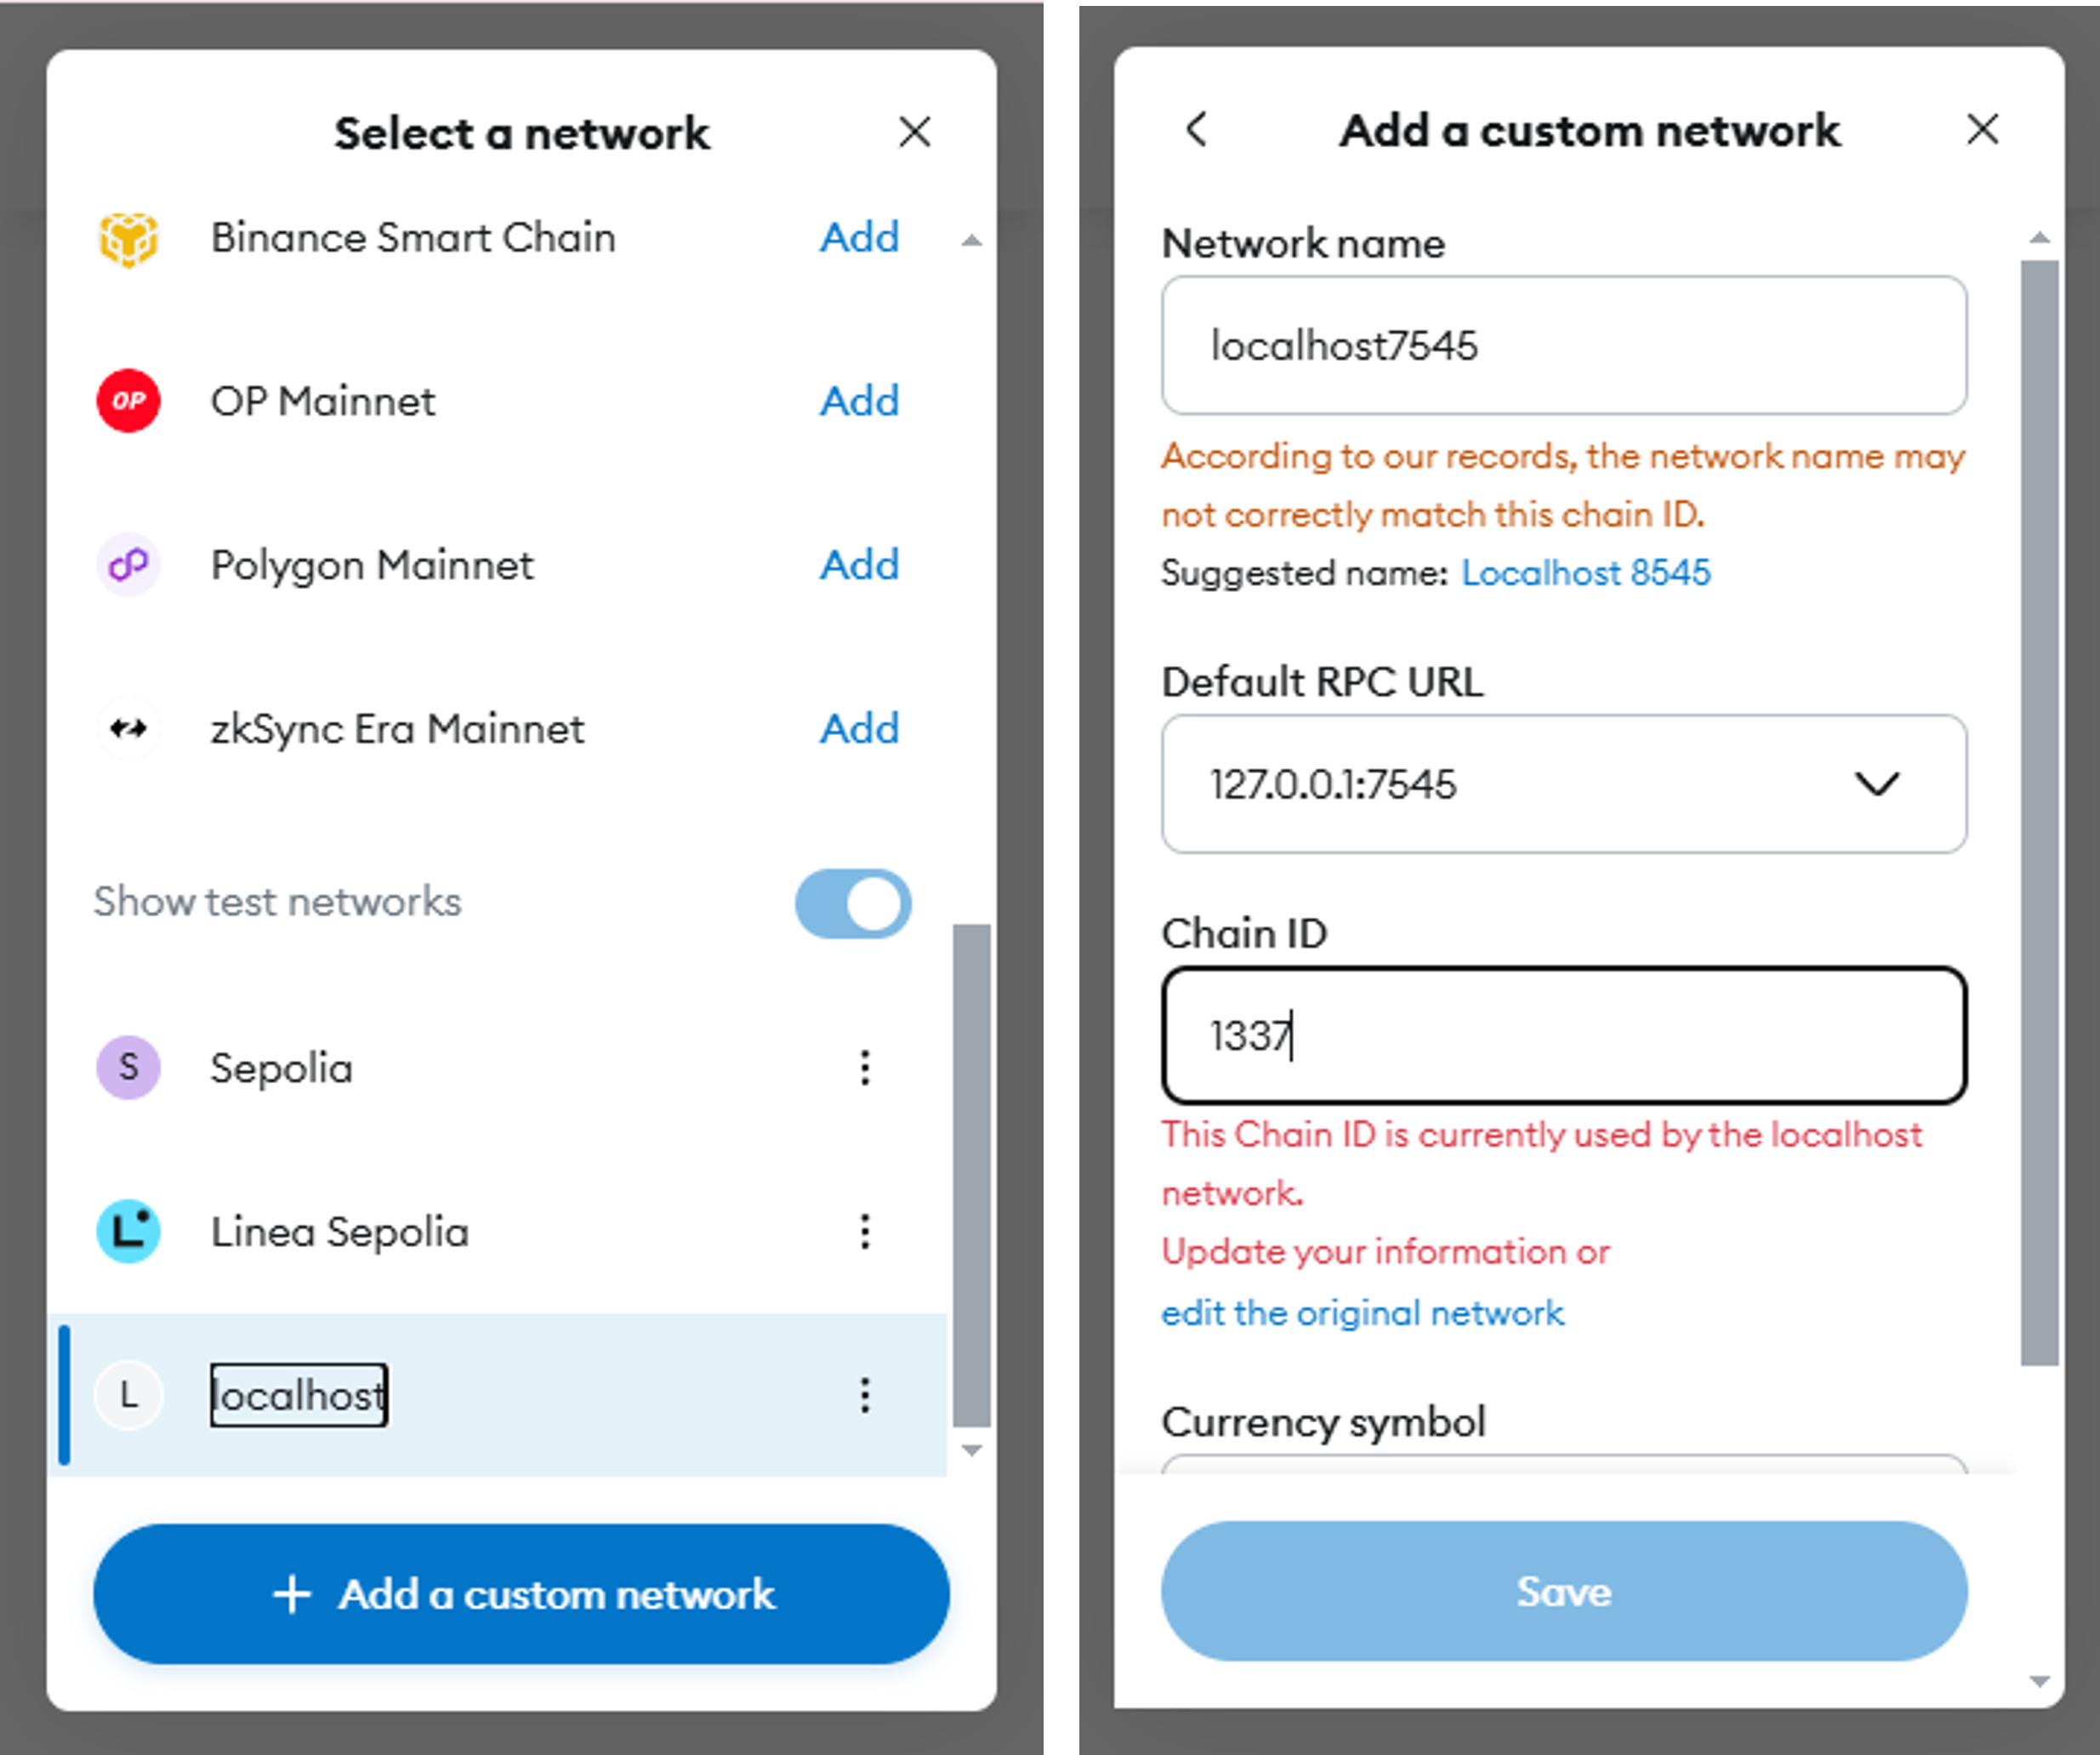 Select a network
Binance Smart Chain Add
OP OP Mainnet Add
Polygon Mainnet Add
zkSync Era Mainnet Add
Show test networks
S Sepolia
L Linea Sepolia
L localhost
+ Add a custom network
Add a custom network
Network name
localhost7545
According to our records, the network name may
not correctly match this chain ID.
Suggested name: Localhost 8545
Default RPC URL
127.0.0.1:7545
Chain ID
1337
This Chain ID is currently used by the localhost
network.
Update your information or
edit the original network
Currency symbol
Save